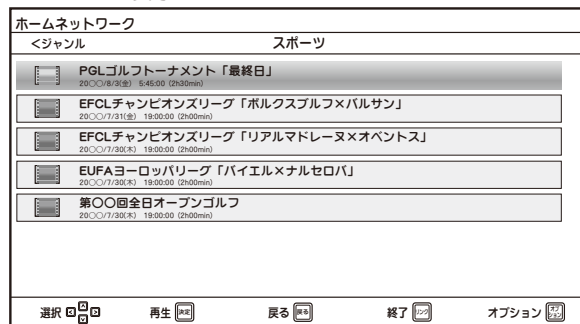 ホームネットワーク
<ジャンル スポーツ
PGLゴルフトーナメント「最終日」
20○○/8/3(金) 5:45:00 (2h30min)
EFCLチャンピオンズリーグ「ボルクスブルフ×バルサン」
20○○/7/31(金) 19:00:00 (2h00min)
EFCLチャンピオンズリーグ「リアルマドレーヌ×オベントス」
20○○/7/30(木) 19:00:00 (2h00min)
EUFAヨーロッパリーグ「バイエル×ナルセロバ」
20○○/7/30(木) 19:00:00 (2h00min)
第○○回全日オープンゴルフ
20○○/7/30(木) 19:00:00 (2h00min)
選択 再生 決定 戻る 戻る 終了 リンク オプション オプション